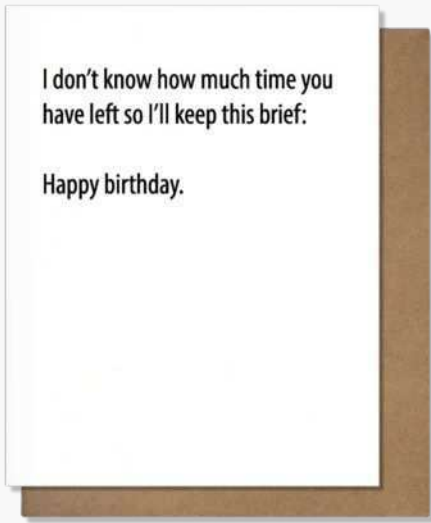 I don’t know how much time you
have left so I’ll keep this brief:
Happy birthday.